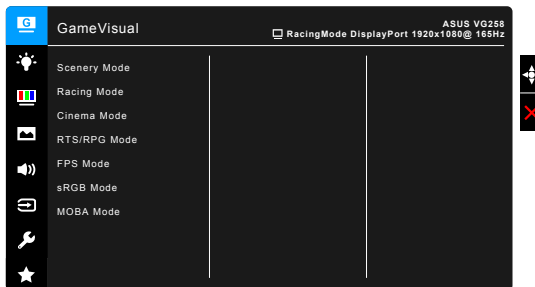 G
GameVisual
ASUS VG258
RacingMode DisplayPort 1920x1080@ 165Hz
Scenery Mode
Racing Mode
Cinema Mode
RTS/RPG Mode
FPS Mode
sRGB Mode
MOBA Mode